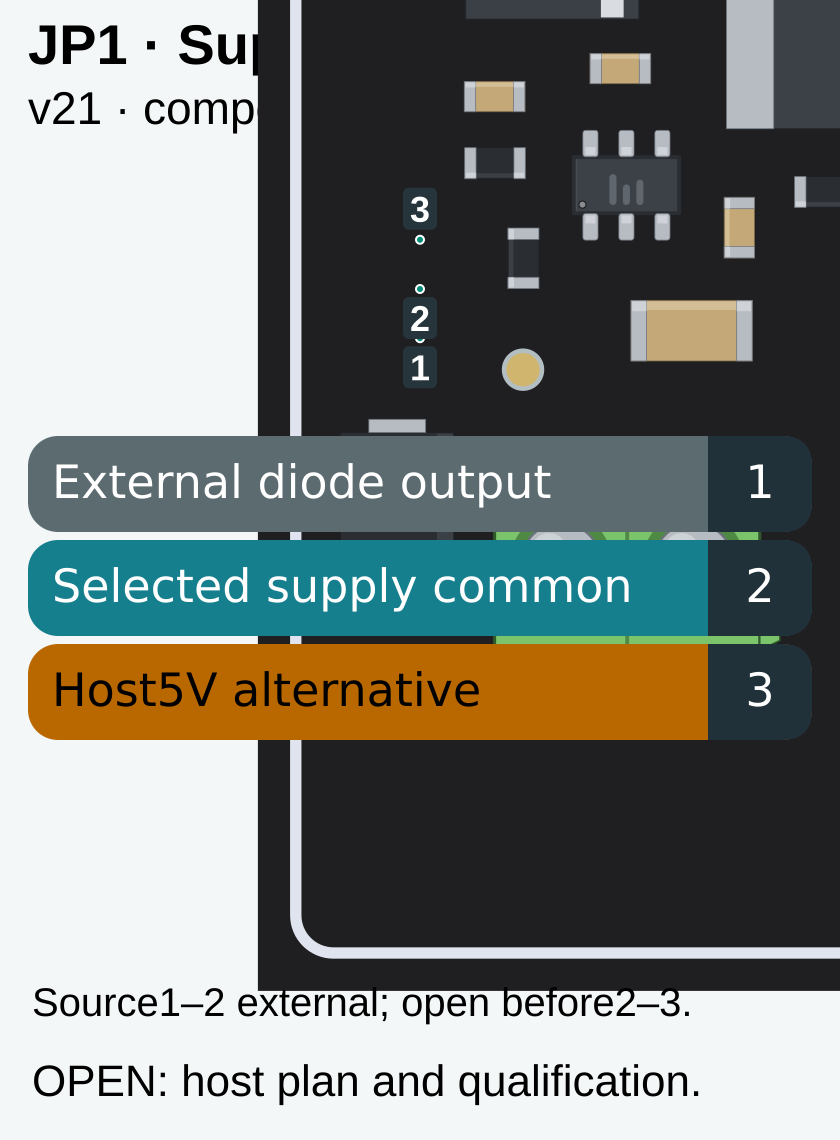 JP1 · Sup
v21 · comp
3
2
1
External diode output 1
Selected supply common 2
Host5V alternative 3
Source1–2 external; open before2–3.
OPEN: host plan and qualification.